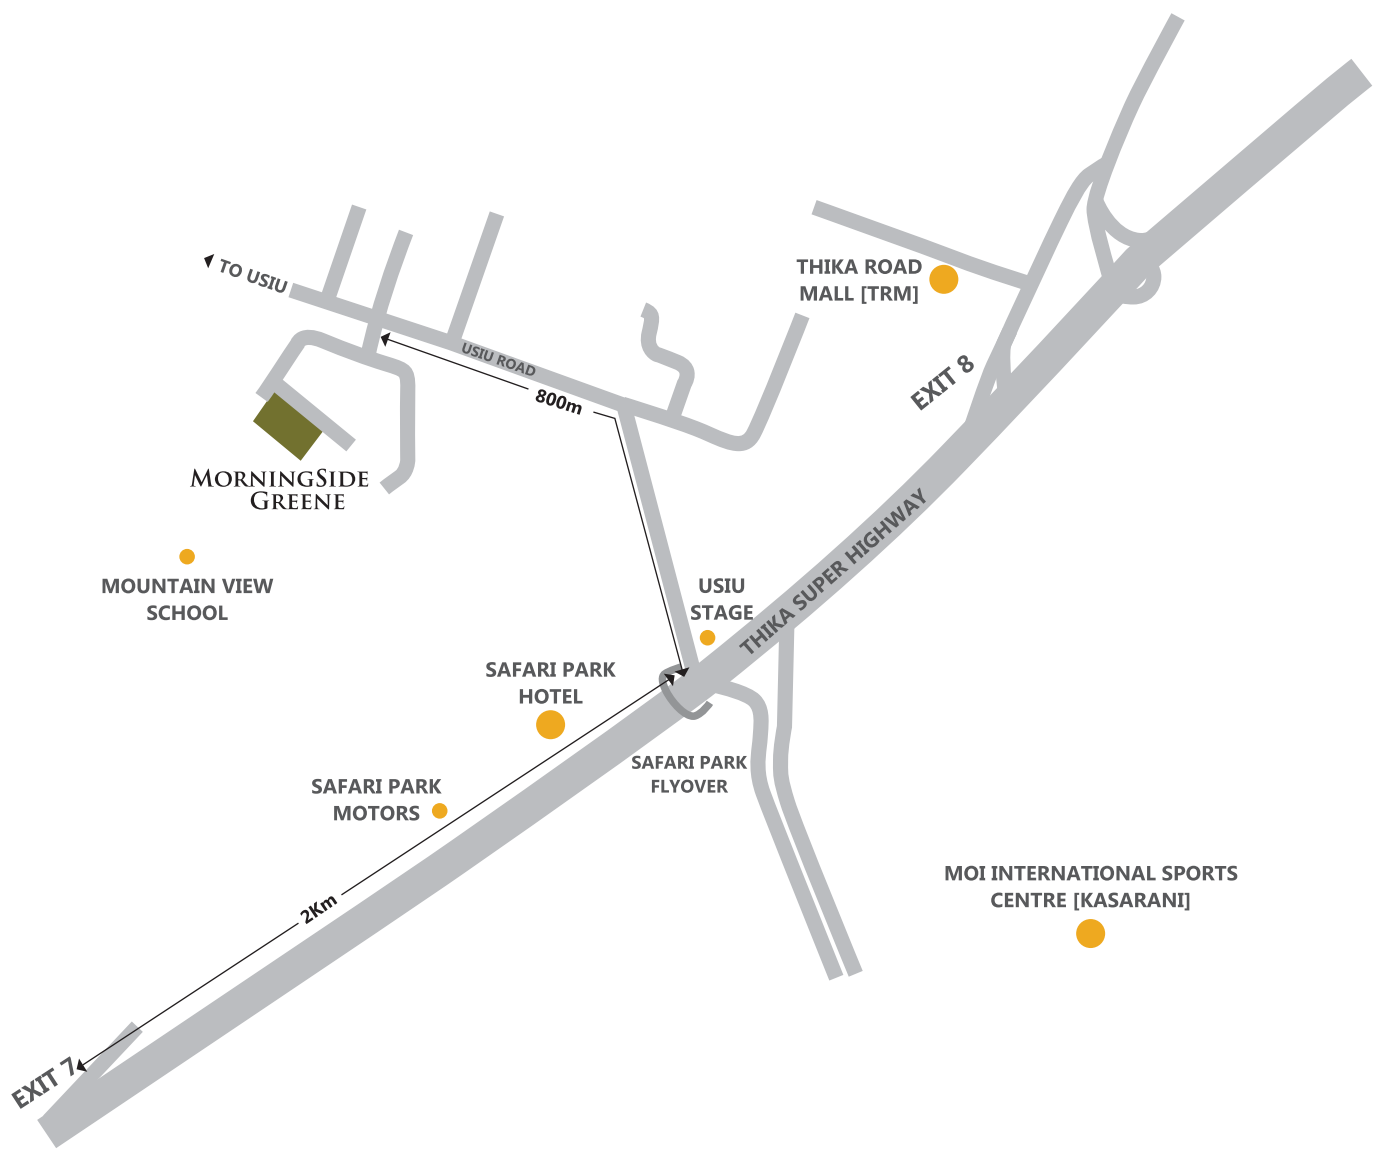 TO USIU
THIKA ROAD
MALL [TRM]
USIU ROAD
EXIT 8
800m
MORNINGSIDE
GREENE
THIKA SUPER HIGHWAY
MOUNTAIN VIEW
SCHOOL
USIU
STAGE
SAFARI PARK
HOTEL
SAFARI PARK
FLYOVER
SAFARI PARK
MOTORS
MOI INTERNATIONAL SPORTS
CENTRE [KASARANI]
2Km
EXIT 7